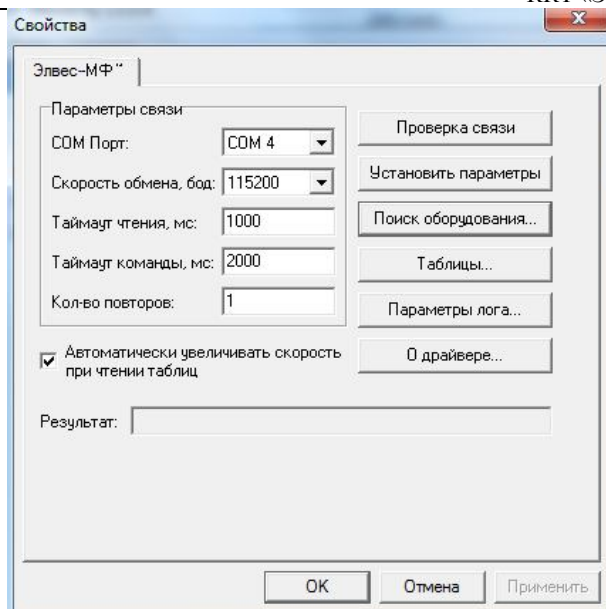 Свойства
Элвес-МФ™
Параметры связи
COM Порт:
COM 4
Скорость обмена, бод:
115200
Таймаут чтения, мс:
1000
Таймаут команды, мс:
2000
Кол-во повторов:
1
Проверка связи
Установить параметры
Поиск оборудования...
Таблицы...
Параметры лога...
О драйвере...
Автоматически увеличивать скорость
при чтении таблиц
Результат:
OK
Отмена
Применить